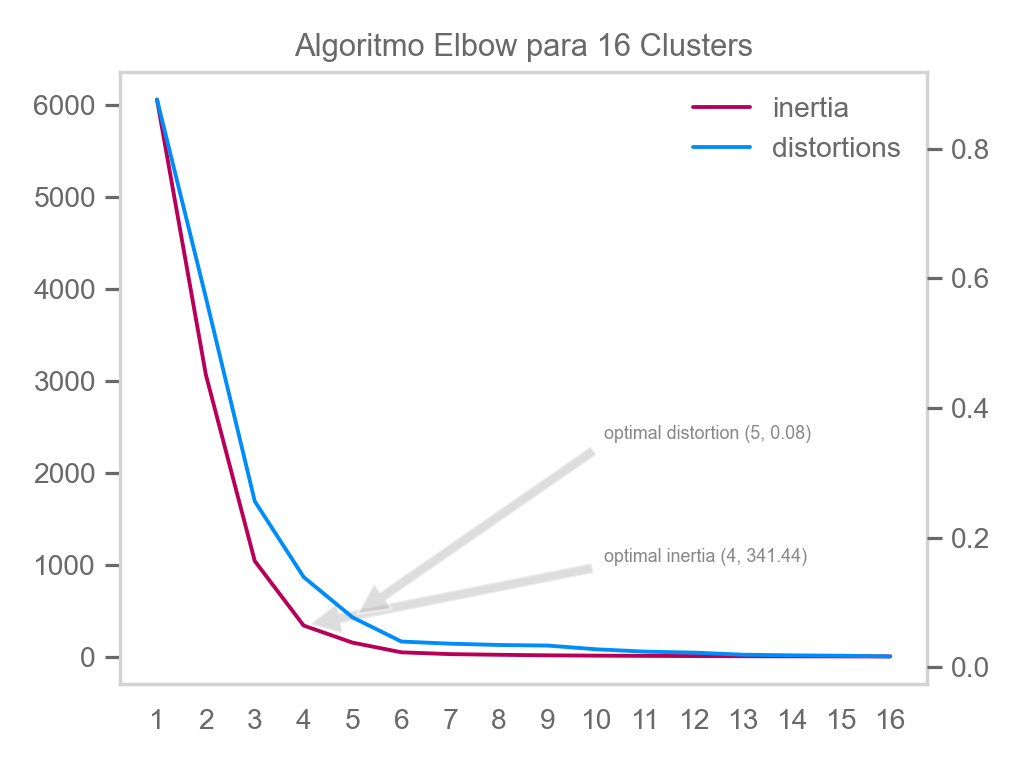 Algoritmo Elbow para 16 Clusters
6000
5000
4000
3000
2000
1000
0
inertia
distortions
0.8
0.6
0.4
0.2
0.0
optimal distortion (5, 0.08)
optimal inertia (4, 341.44)
1 2 3 4 5 6 7 8 9 10 11 12 13 14 15 16